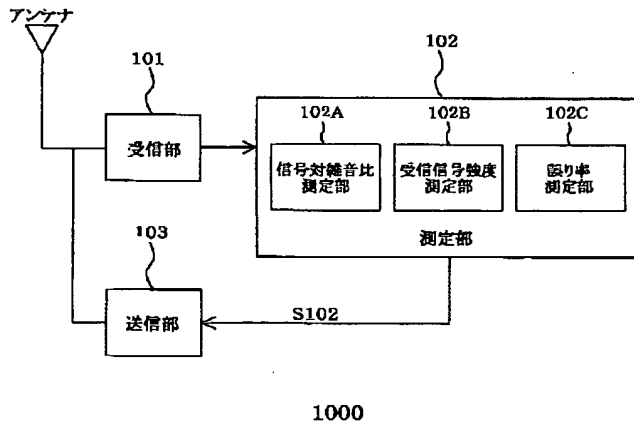 アンテナ
101
102
102A
102B
102C
受信部
信号対雑音比
測定部
受信信号強度
測定部
誤り率
測定部
測定部
103
送信部
S102
1000